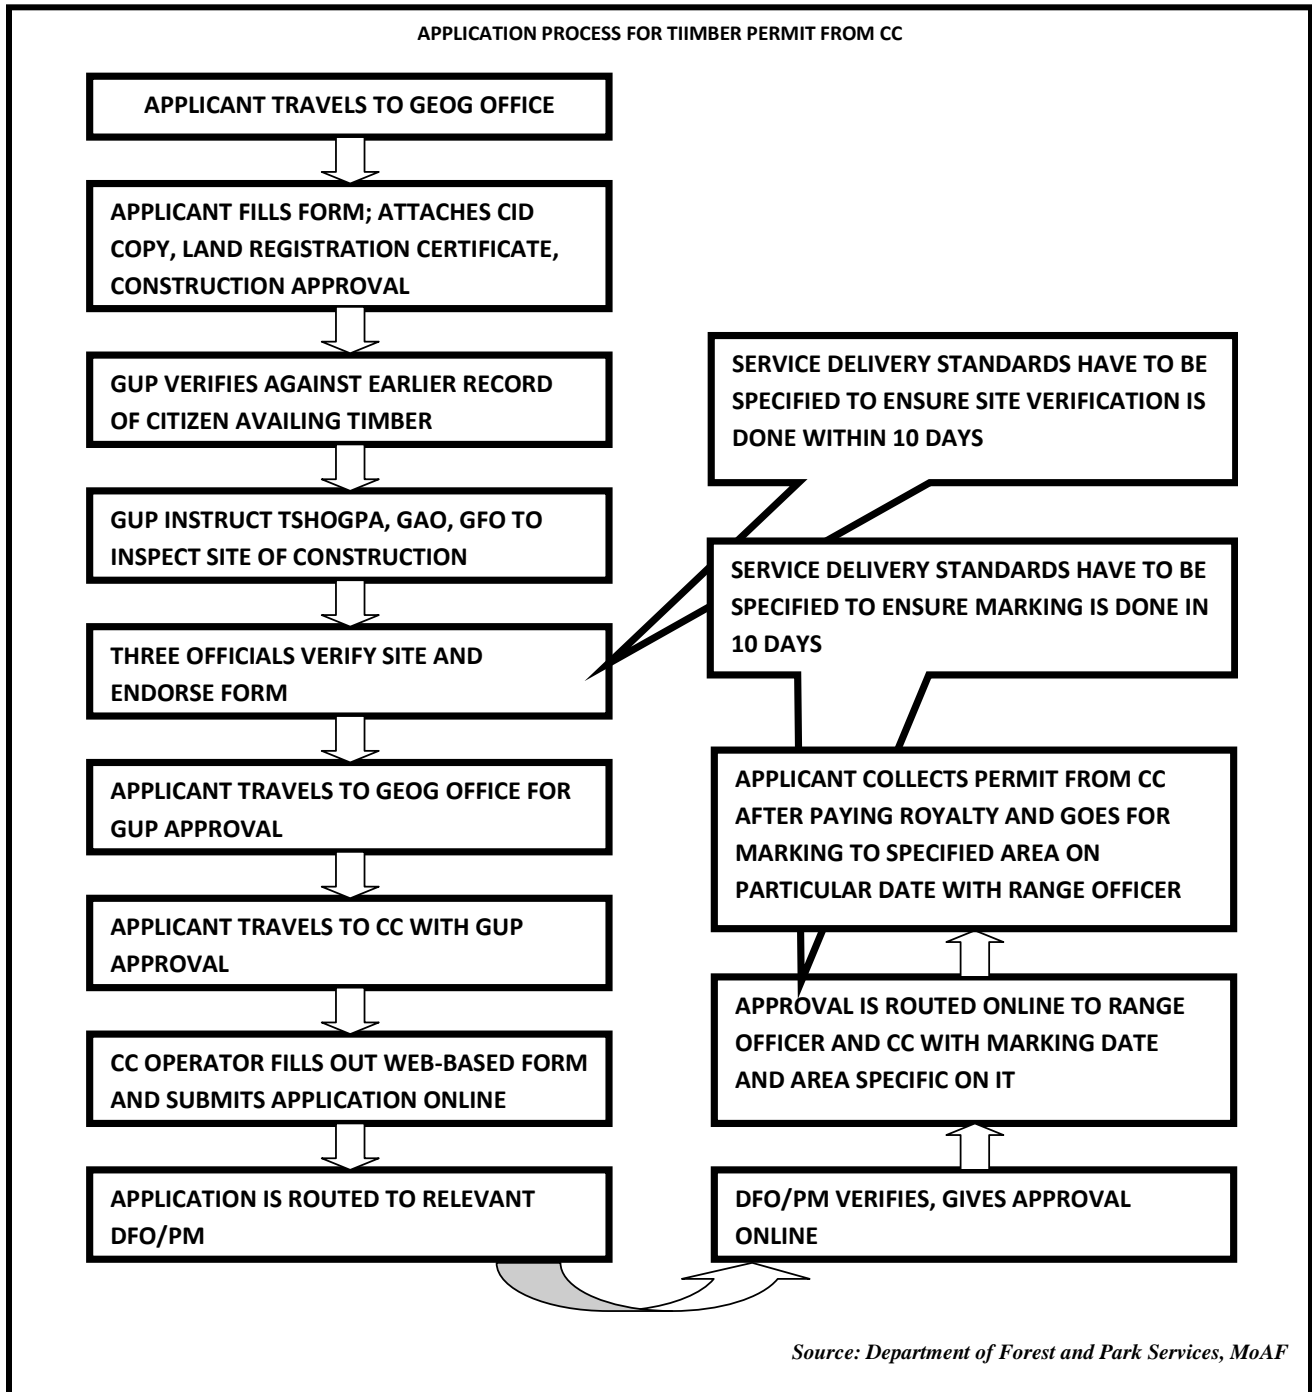 APPLICATION PROCESS FOR TIIMBER PERMIT FROM CC
APPLICANT TRAVELS TO GEOG OFFICE
APPLICANT FILLS FORM; ATTACHES CID
COPY, LAND REGISTRATION CERTIFICATE,
CONSTRUCTION APPROVAL
GUP VERIFIES AGAINST EARLIER RECORD
OF CITIZEN AVAILING TIMBER
GUP INSTRUCT TSHOGPA, GAO, GFO TO
INSPECT SITE OF CONSTRUCTION
THREE OFFICIALS VERIFY SITE AND
ENDORSE FORM
APPLICANT TRAVELS TO GEOG OFFICE FOR
GUP APPROVAL
APPLICANT TRAVELS TO CC WITH GUP
APPROVAL
CC OPERATOR FILLS OUT WEB-BASED FORM
AND SUBMITS APPLICATION ONLINE
APPLICATION IS ROUTED TO RELEVANT
DFO/PM
SERVICE DELIVERY STANDARDS HAVE TO BE
SPECIFIED TO ENSURE SITE VERIFICATION IS
DONE WITHIN 10 DAYS
SERVICE DELIVERY STANDARDS HAVE TO BE
SPECIFIED TO ENSURE MARKING IS DONE IN
10 DAYS
APPLICANT COLLECTS PERMIT FROM CC
AFTER PAYING ROYALTY AND GOES FOR
MARKING TO SPECIFIED AREA ON
PARTICULAR DATE WITH RANGE OFFICER
APPROVAL IS ROUTED ONLINE TO RANGE
OFFICER AND CC WITH MARKING DATE
AND AREA SPECIFIC ON IT
DFO/PM VERIFIES, GIVES APPROVAL
ONLINE
Source: Department of Forest and Park Services, MoAF